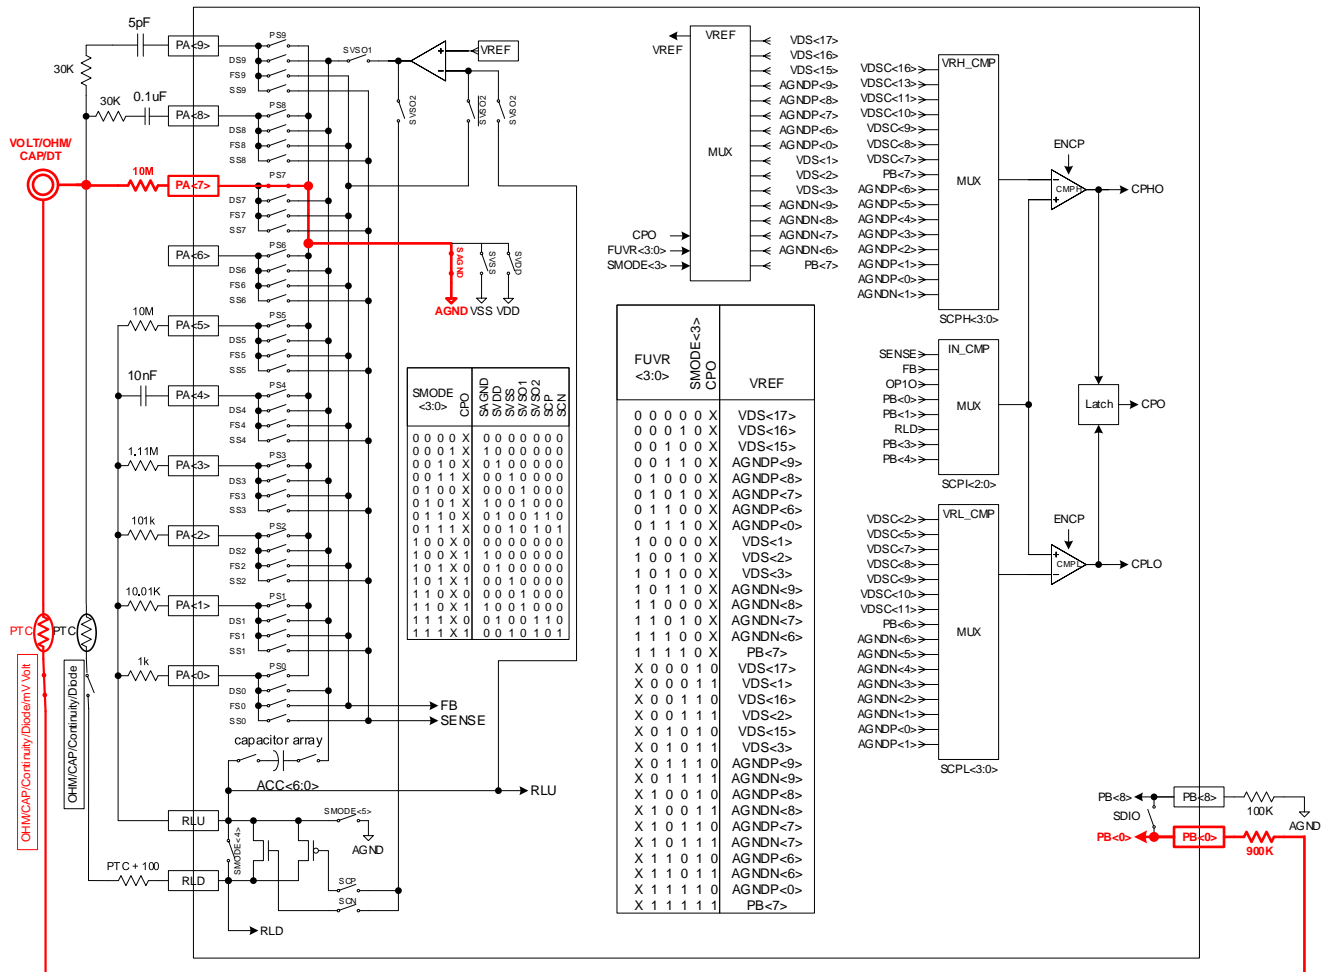 5pF
30K
30K
0.1uF
VOLT/OHM/
CAP/DT
10M
PA<9>
PA<8>
PA<7>
PA<6>
10M
PA<5>
10nF
PA<4>
1.11M
PA<3>
101k
PA<2>
10.01K
PA<1>
1k
PA<0>
PS9
DS9
FS9
SS9
PS8
DS8
FS8
SS8
PS7
DS7
FS7
SS7
PS6
DS6
FS6
SS6
PS5
DS5
FS5
SS5
PS4
DS4
FS4
SS4
PS3
DS3
FS3
SS3
PS2
DS2
FS2
SS2
PS1
DS1
FS1
SS1
PS0
DS0
FS0
SS0
SVSO1
VREF
SVSO2
SVSO2
SVSO2
SAGND
SVSS
SVDD
AGND VSS VDD
FB
SENSE
capacitor array
ACC<6:0>
RLU
RLU
SMODE<5>
AGND
SMODE<4>
PTC + 100
RLD
SCP
SCN
RLD
PTC
PTC
OHM/CAP/Continuity/Diode/mV Volt
OHM/CAP/Continuity/Diode
SMODE
<3:0>
CPO
SAGND
SVDD
SVSS
SVSO1
SVSO2
SCP
SCN
0 0 0 0 X 0 0 0 0 0 0 0
0 0 0 1 X 1 0 0 0 0 0 0
0 0 1 0 X 0 1 0 0 0 0 0
0 0 1 1 X 0 0 1 0 0 0 0
0 1 0 0 X 0 0 0 1 0 0 0
0 1 0 1 X 1 0 0 1 0 0 0
0 1 1 0 X 0 1 0 0 1 1 0
0 1 1 1 X 0 0 1 0 1 0 1
1 0 0 X 0 0 0 0 0 0 0 0
1 0 0 X 1 1 0 0 0 0 0 0
1 0 1 X 0 0 1 0 0 0 0 0
1 0 1 X 1 0 0 1 0 0 0 0
1 1 0 X 0 0 0 0 1 0 0 0
1 1 0 X 1 1 0 0 1 0 0 0
1 1 1 X 0 0 1 0 0 1 1 0
1 1 1 X 1 0 0 1 0 1 0 1
VREF
VREF
MUX
VDS<17>
VDS<16>
VDS<15>
AGNDP<9>
AGNDP<8>
AGNDP<7>
AGNDP<6>
AGNDP<0>
VDS<1>
VDS<2>
VDS<3>
AGNDN<9>
AGNDN<8>
AGNDN<7>
AGNDN<6>
PB<7>
CPO
FUVR<3:0>
SMODE<3>
FUVR
<3:0>
SMODE<3>
CPO
VREF
0 0 0 0 0 X VDS<17>
0 0 0 1 0 X VDS<16>
0 0 1 0 0 X VDS<15>
0 0 1 1 0 X AGNDP<9>
0 1 0 0 0 X AGNDP<8>
0 1 0 1 0 X AGNDP<7>
0 1 1 0 0 X AGNDP<6>
0 1 1 1 0 X AGNDP<0>
1 0 0 0 0 X VDS<1>
1 0 0 1 0 X VDS<2>
1 0 1 0 0 X VDS<3>
1 0 1 1 0 X AGNDN<9>
1 1 0 0 0 X AGNDN<8>
1 1 0 1 0 X AGNDN<7>
1 1 1 0 0 X AGNDN<6>
1 1 1 1 0 X PB<7>
X 0 0 0 1 0 VDS<17>
X 0 0 0 1 1 VDS<1>
X 0 0 1 1 0 VDS<16>
X 0 0 1 1 1 VDS<2>
X 0 1 0 1 0 VDS<15>
X 0 1 0 1 1 VDS<3>
X 0 1 1 1 0 AGNDP<9>
X 0 1 1 1 1 AGNDN<9>
X 1 0 0 1 0 AGNDP<8>
X 1 0 0 1 1 AGNDN<8>
X 1 0 1 1 0 AGNDP<7>
X 1 0 1 1 1 AGNDN<7>
X 1 1 0 1 0 AGNDP<6>
X 1 1 0 1 1 AGNDN<6>
X 1 1 1 1 0 AGNDP<0>
X 1 1 1 1 1 PB<7>
VRH_CMP
VDSC<16>
VDSC<13>
VDSC<11>
VDSC<10>
VDSC<9>
VDSC<8>
VDSC<7>
PB<7>
AGNDP<6>
AGNDP<5>
AGNDP<4>
AGNDP<3>
AGNDP<2>
AGNDP<1>
AGNDP<0>
AGNDN<1>
MUX
SCPH<3:0>
ENCP
CMPH
CPHO
IN_CMP
SENSE
FB
OP1O
PB<0>
PB<1>
RLD
PB<3>
PB<4>
MUX
SCPI<2:0>
Latch
CPO
VRL_CMP
VDSC<2>
VDSC<5>
VDSC<7>
VDSC<8>
VDSC<9>
VDSC<10>
VDSC<11>
PB<6>
AGNDN<6>
AGNDN<5>
AGNDN<4>
AGNDN<3>
AGNDN<2>
AGNDN<1>
AGNDP<0>
AGNDP<1>
MUX
SCPL<3:0>
ENCP
CMPL
CPLO
PB<8>
PB<8>
100K
AGND
SDIO
PB<0>
PB<0>
900K